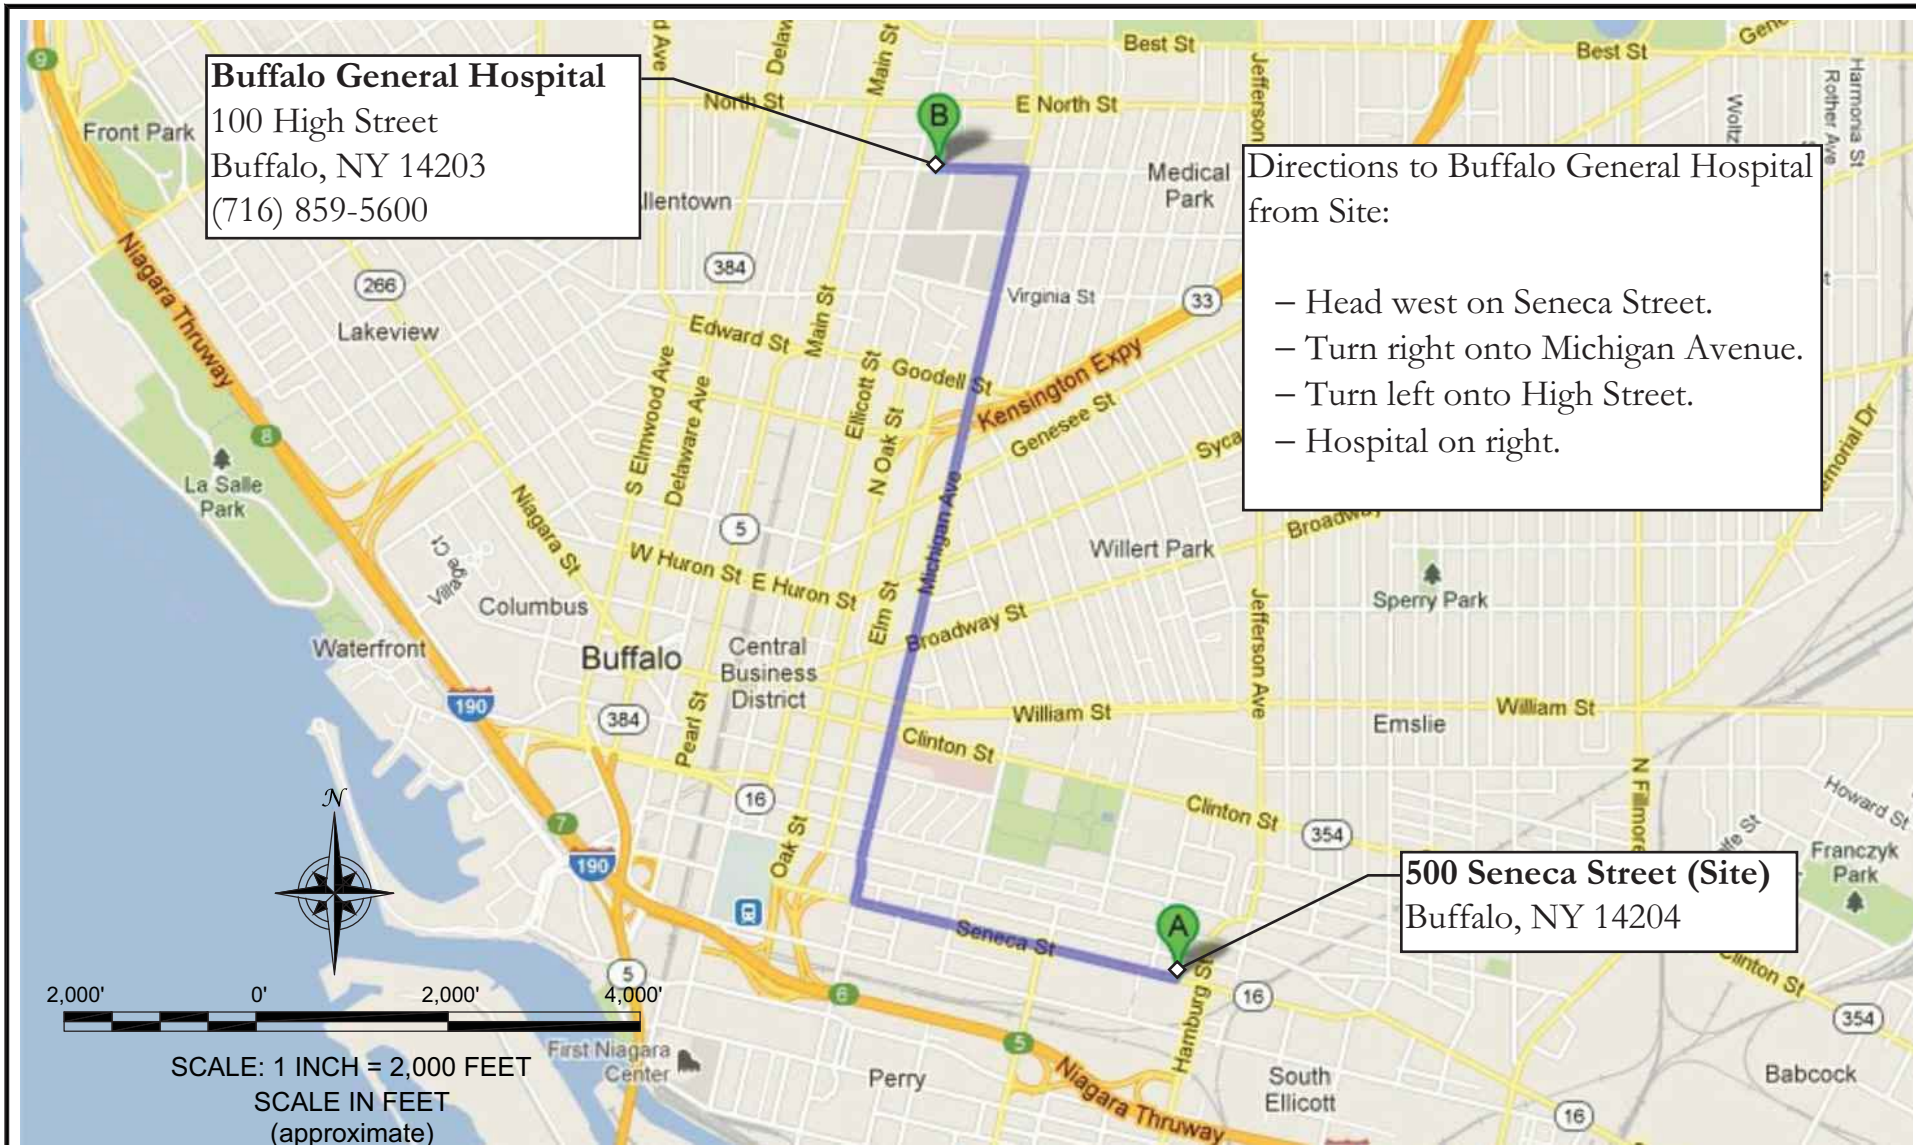 Buffalo General Hospital
100 High Street
Buffalo, NY 14203
(716) 859-5600
Directions to Buffalo General Hospital
from Site:
– Head west on Seneca Street.
– Turn right onto Michigan Avenue.
– Turn left onto High Street.
– Hospital on right.
500 Seneca Street (Site)
Buffalo, NY 14204
9
Main St
Best St
Best St
North St
E North St
B
Front Park
Jefferson
Harmonia St
Rother Ave
Medical
Park
Niagara Thruway
384
266
Lakeview
Virginia St
33
Main St
Edward St
Goodell St
Kensington Expy
Genesee St
S Elmwood Ave
Delaware Ave
Ellicott St
N Oak St
8
La Salle
Park
Niagara St
5
Michigan Ave
Willert Park
W Huron St
E Huron St
Village Ct
Columbus
Elm St
Broadway St
Sperry Park
Jefferson Ave
Waterfront
Buffalo
Central
Business
District
190
384
Pearl St
William St
William St
Emslie
Clinton St
N
16
Clinton St
354
N Fillmore
Howard St
7
190
Oak St
Franczyk
Park
A
Seneca St
Hamburg St
16
Clinton St
354
5
6
2,000' 0' 2,000' 4,000'
SCALE: 1 INCH = 2,000 FEET
SCALE IN FEET
(approximate)
First Niagara
Center
Perry
5
Niagara Thruway
South
Ellicott
Babcock
16